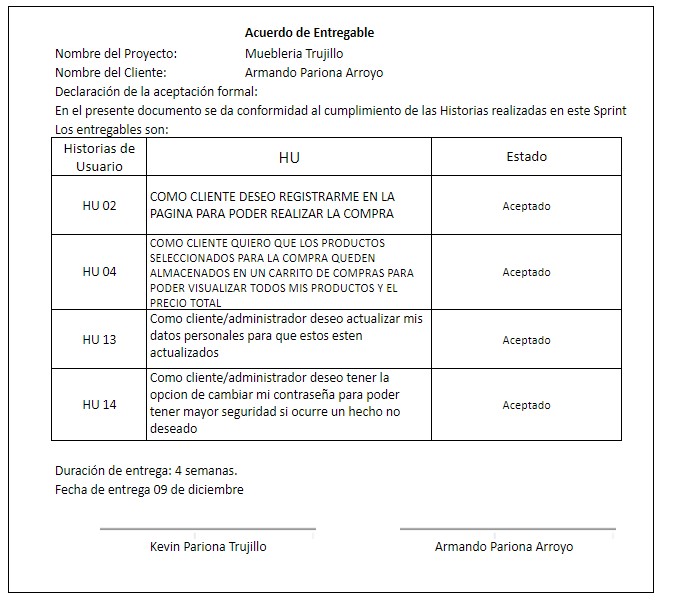 Acuerdo de Entregable
Nombre del Proyecto: Muebleria Trujillo
Nombre del Cliente: Armando Pariona Arroyo
Declaración de la aceptación formal:
En el presente documento se da conformidad al cumplimiento de las Historias realizadas en este Sprint
Los entregables son:
Historias de
Usuario
HU
Estado
HU 02
COMO CLIENTE DESEO REGISTRARME EN LA
PAGINA PARA PODER REALIZAR LA COMPRA
Aceptado
HU 04
COMO CLIENTE QUIERO QUE LOS PRODUCTOS
SELECCIONADOS PARA LA COMPRA QUEDEN
ALMACENADOS EN UN CARRITO DE COMPRAS PARA
PODER VISUALIZAR TODOS MIS PRODUCTOS Y EL
PRECIO TOTAL
Aceptado
HU 13
Como cliente/administrador deseo actualizar mis
datos personales para que estos esten
actualizados
Aceptado
HU 14
Como cliente/administrador deseo tener la
opcion de cambiar mi contraseña para poder
tener mayor seguridad si ocurre un hecho no
deseado
Aceptado
Duración de entrega: 4 semanas.
Fecha de entrega 09 de diciembre
Kevin Pariona Trujillo
Armando Pariona Arroyo